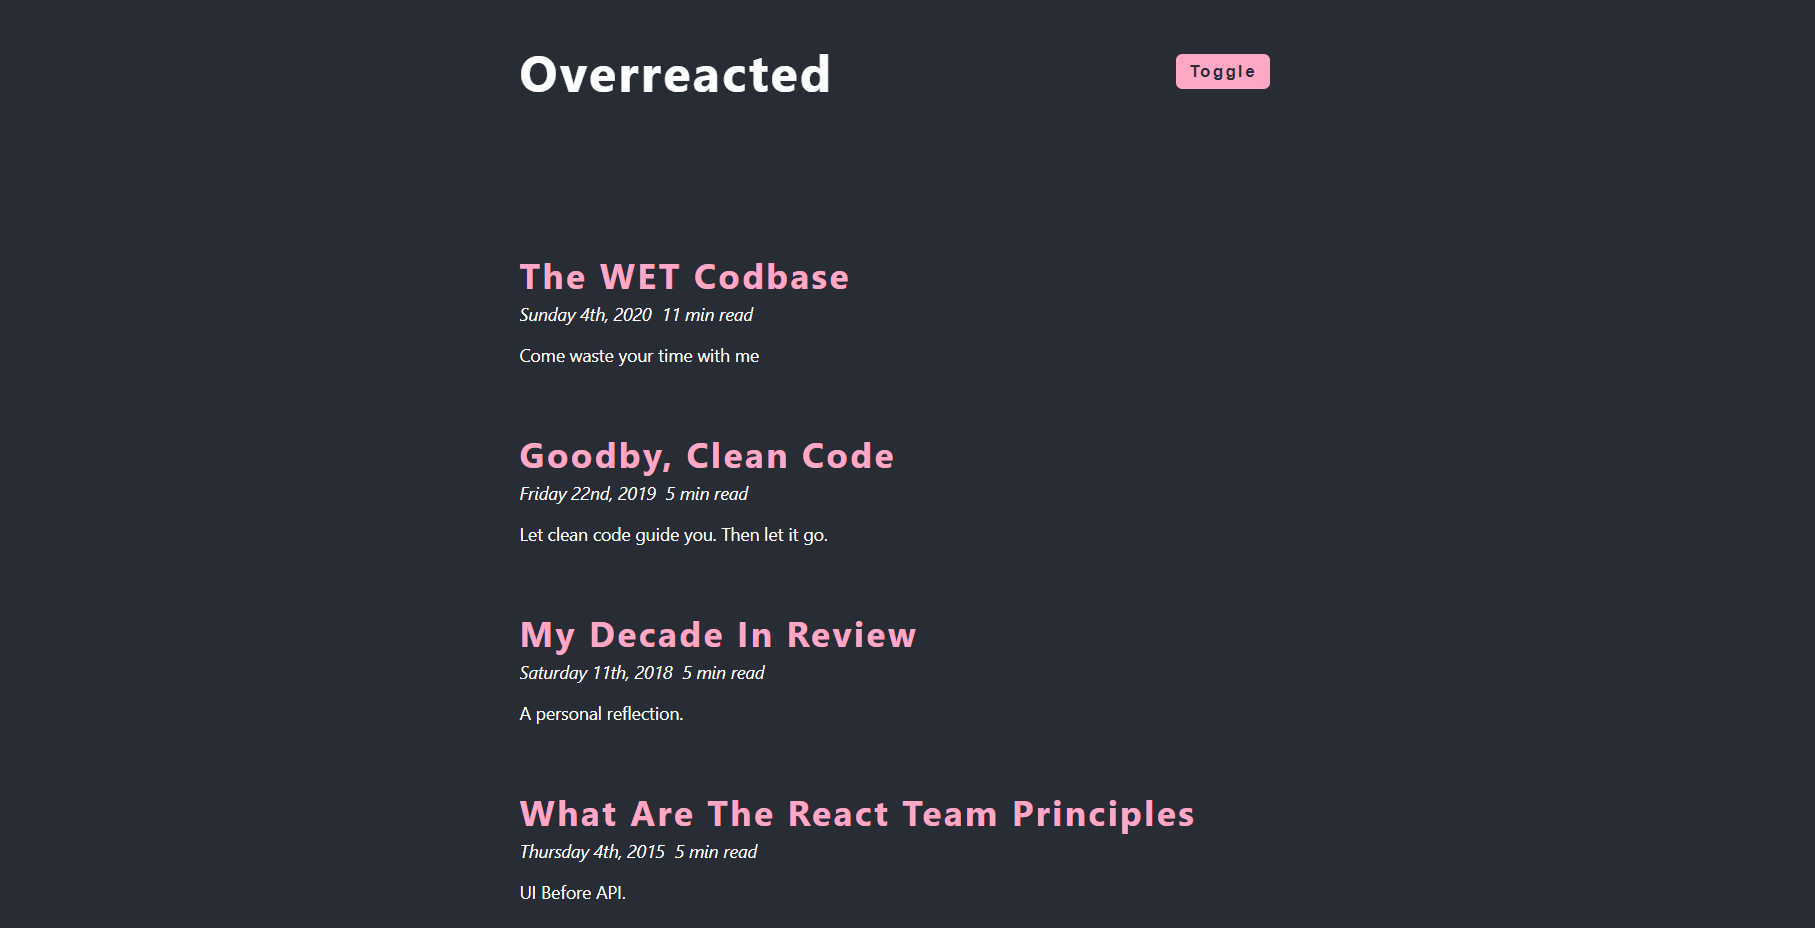 Overreacted
Toggle
The WET Codbase
Sunday 4th, 2020 11 min read
Come waste your time with me
Goodby, Clean Code
Friday 22nd, 2019 5 min read
Let clean code guide you. Then let it go.
My Decade In Review
Saturday 11th, 2018 5 min read
A personal reflection.
What Are The React Team Principles
Thursday 4th, 2015 5 min read
UI Before API.